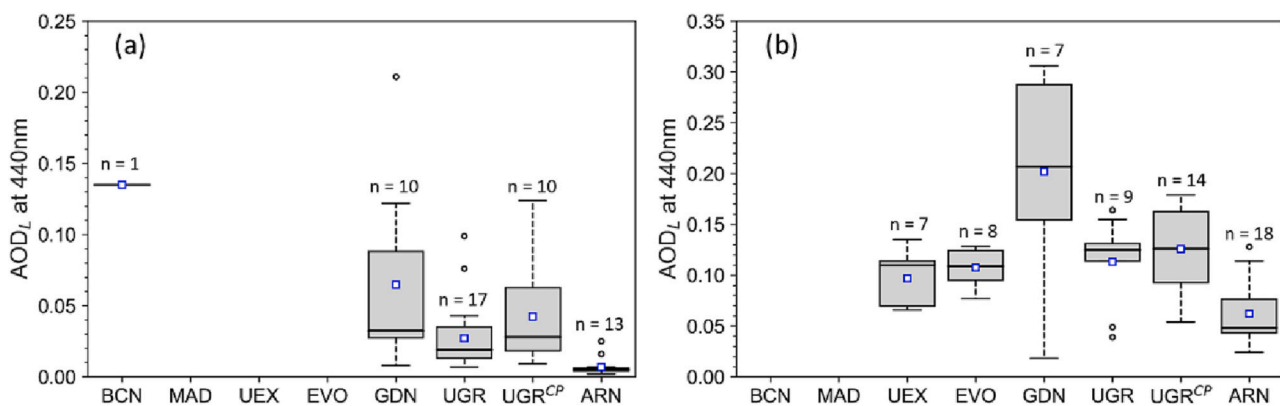 (a)
AOD_L at 440nm
0.25
0.20
0.15
0.10
0.05
0.00
n = 1
n = 10
n = 17
n = 10
n = 13
BCN MAD UEX EVO GDN UGR UGR^CP ARN
(b)
AOD_L at 440nm
0.35
0.30
0.25
0.20
0.15
0.10
0.05
0.00
n = 7
n = 8
n = 7
n = 9
n = 14
n = 18
BCN MAD UEX EVO GDN UGR UGR^CP ARN